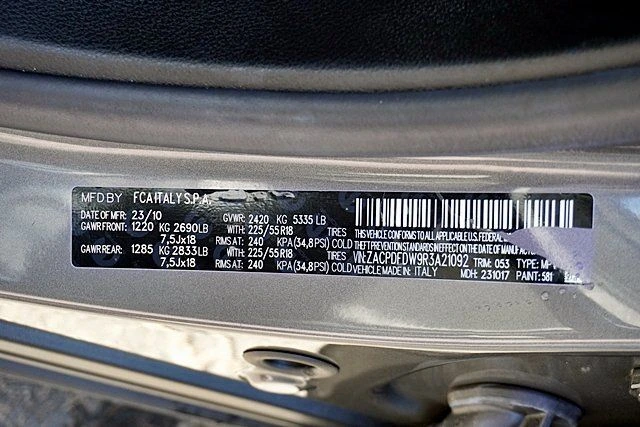 MFD BY FCA ITALY S.P.A.
DATE OF MFR 23/10 GVWR: 2420 KG 5335 LB
GAWR FRONT: 1220 KG 2690LB WITH 225/55R18 TIRES
7,5Jx18 RIMS AT 240 KPA (34,8PSI) COLD
GAWR REAR: 1285 KG 2833LB WITH 225/55R18 TIRES
7,5Jx18 RIMS AT 240 KPA (34,8PSI) COLD
THIS VEHICLE CONFORMS TO ALL APPLICABLE U.S. FEDERAL
THEFT PREVENTION STANDARDS IN EFFECT ON THE DATE OF
VIN: ZACPDFDW9R3A21092 TRIM: 053 TYPE:
VEHICLE MADE IN: ITALY MDH: 231017 PAINT: 581